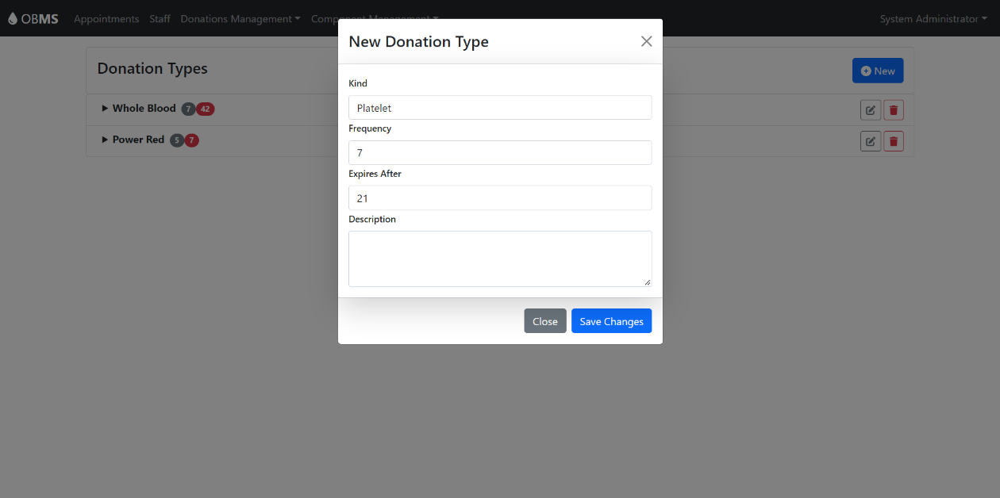 OBMS Appointments Staff Donations Management Component Management System Administrator
New Donation Type
Donation Types
New
Kind
Whole Blood 7 42
Platelet
Frequency
Power Red 5 7
7
Expires After
21
Description
Close Save Changes